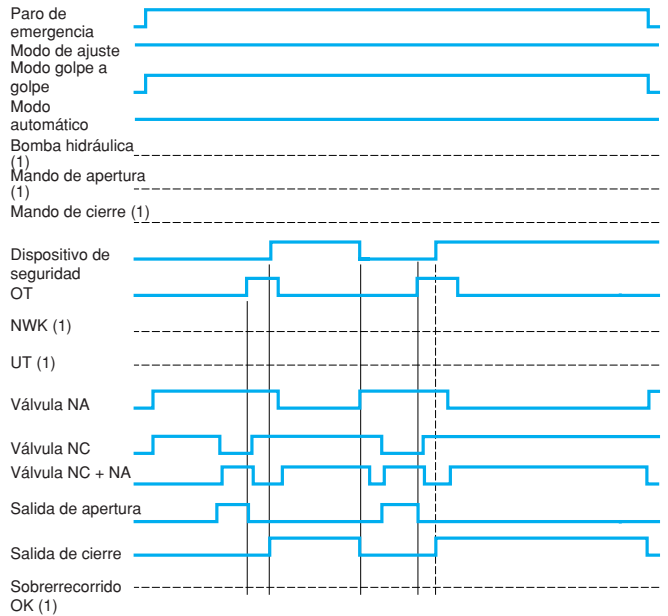 Paro de
emergencia
Modo de ajuste
Modo golpe a
golpe
Modo
automático
Bomba hidráulica
(1)
Mando de apertura
(1)
Mando de cierre (1)
Dispositivo de
seguridad
OT
NWK (1)
UT (1)
Válvula NA
Válvula NC
Válvula NC + NA
Salida de apertura
Salida de cierre
Sobrerrecorrido
OK (1)